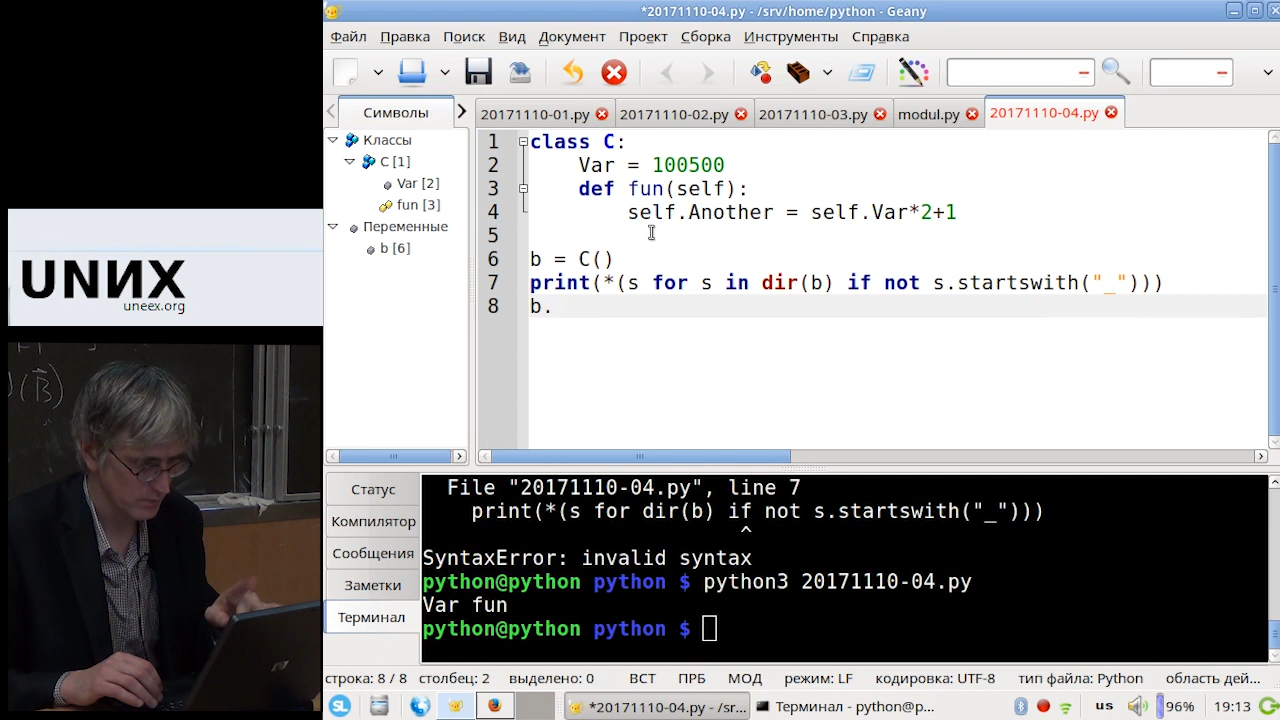 *20171110-04.py - /srv/home/python - Geany
Файл Правка Поиск Вид Документ Проект Сборка Инструменты Справка
Символы
20171110-01.py 20171110-02.py 20171110-03.py modul.py 20171110-04.py
Классы
C [1]
Var [2]
fun [3]
Переменные
b [6]
1 class C:
2 Var = 100500
3 def fun(self):
4 self.Another = self.Var*2+1
5
6 b = C()
7 print(*(s for s in dir(b) if not s.startswith("_")))
8 b.
UNИX
uneex.org
(B)
Статус
Компилятор
Сообщения
Заметки
Терминал
File "20171110-04.py", line 7
print(*(s for dir(b) if not s.startswith("_")))
^
SyntaxError: invalid syntax
python@python python $ python3 20171110-04.py
Var fun
python@python python $
строка: 8 / 8 столбец: 2 выделено: 0 ВСТ ПРБ МОД режим: LF кодировка: UTF-8 тип файла: Python область дей...
SL *20171110-04.py - /sr... Терминал - python@p... us 96% 19:13